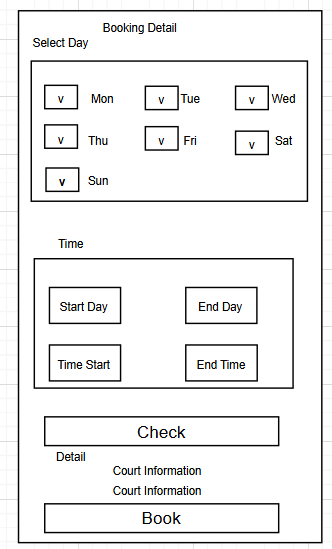 Booking Detail
Select Day
v Mon v Tue v Wed
v Thu v Fri v Sat
v Sun
Time
Start Day End Day
Time Start End Time
Check
Detail
Court Information
Court Information
Book